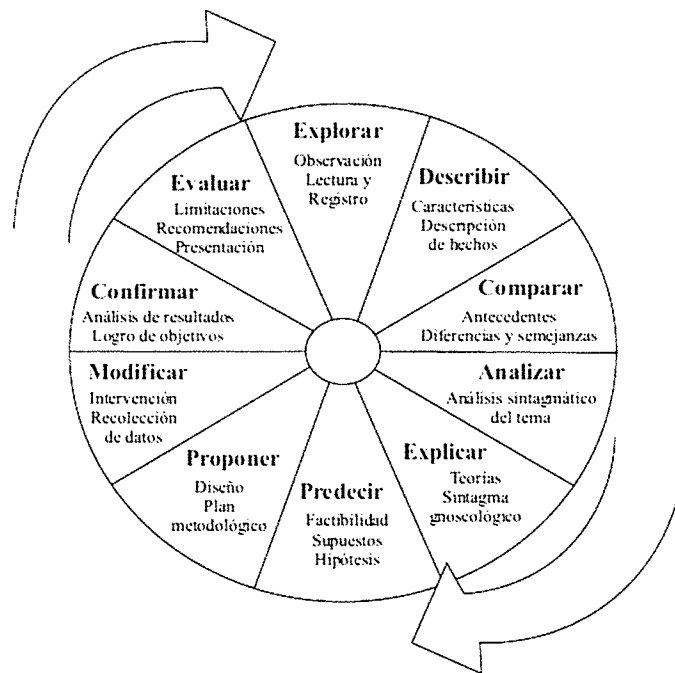 Explorar
Observación
Lectura y
Registro
Describir
Características
Descripción
de hechos
Comparar
Antecedentes
Diferencias y semejanzas
Analizar
Análisis sintagmático
del tema
Explicar
Teorías
Sintagma
gnoseológico
Predecir
Factibilidad
Supuestos
Hipótesis
Proponer
Diseño
Plan
metodológico
Modificar
Intervención
Recolección
de datos
Confirmar
Análisis de resultados
Logro de objetivos
Evaluar
Limitaciones
Recomendaciones
Presentación